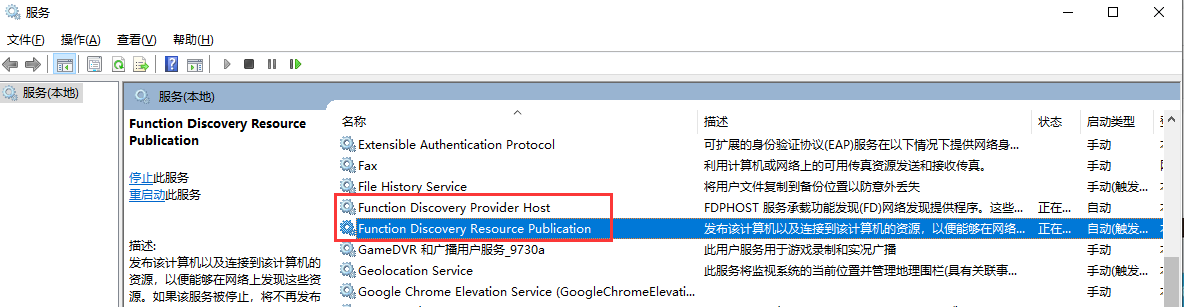 服务
文件(F) 操作(A) 查看(V) 帮助(H)
服务(本地)
服务(本地)
Function Discovery Resource
Publication
停止此服务
重启动此服务
描述:
发布该计算机以及连接到该计算机的
资源，以便能够在网络上发现这些资
源。如果该服务被停止，将不再发布
名称 描述 状态 启动类型
Extensible Authentication Protocol 可扩展的身份验证协议(EAP)服务在以下情况下提供网络身... 手动
Fax 利用计算机或网络上的可用传真资源发送和接收传真。 手动
File History Service 将用户文件复制到备份位置以防意外丢失 手动(触发...
Function Discovery Provider Host FDPHOST 服务承载功能发现(FD)网络发现提供程序。这些... 正在... 自动
Function Discovery Resource Publication 发布该计算机以及连接到该计算机的资源，以便能够在网络... 正在... 自动(触发...
GameDVR 和广播用户服务_9730a 此用户服务用于游戏录制和实况广播 手动
Geolocation Service 此服务将监视系统的当前位置并管理地理围栏(具有关联事... 手动(触发...
Google Chrome Elevation Service (GoogleChromeElevati... 手动